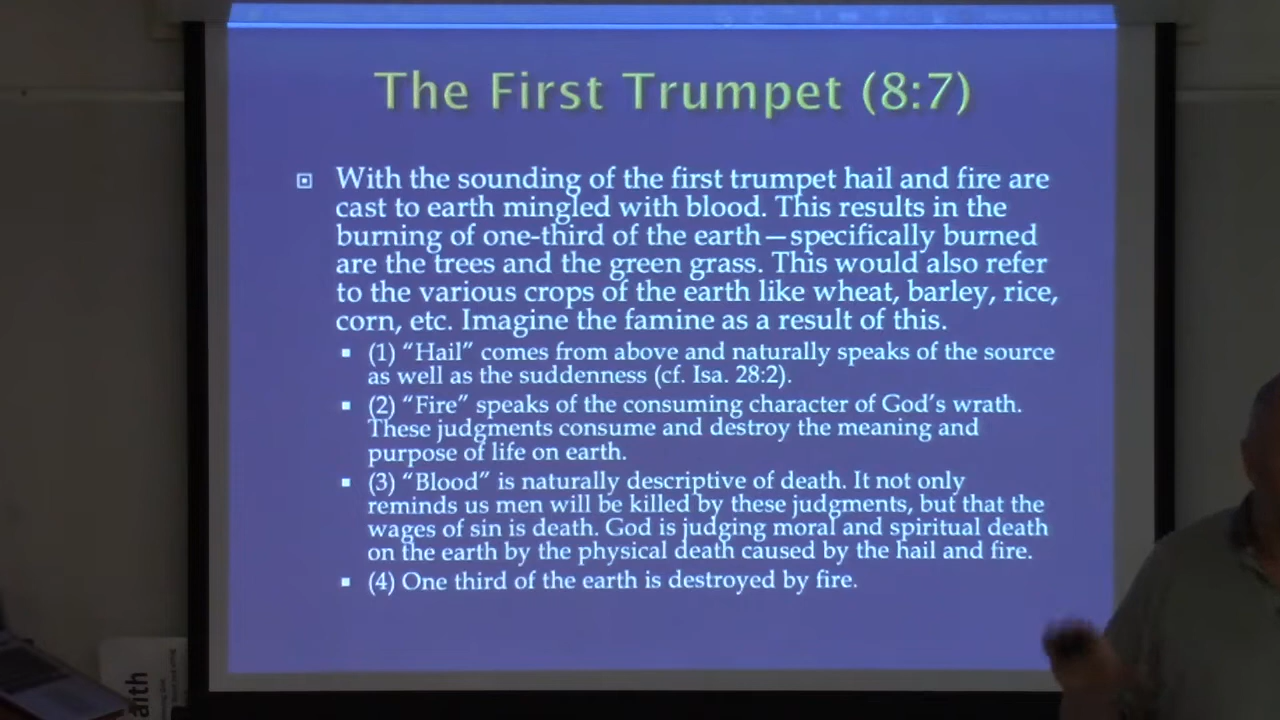 The First Trumpet (8:7)
With the sounding of the first trumpet hail and fire are
cast to earth mingled with blood. This results in the
burning of one-third of the earth—specifically burned
are the trees and the green grass. This would also refer
to the various crops of the earth like wheat, barley, rice,
corn, etc. Imagine the famine as a result of this.
(1) “Hail” comes from above and naturally speaks of the source
as well as the suddenness (cf. Isa. 28:2).
(2) “Fire” speaks of the consuming character of God’s wrath.
These judgments consume and destroy the meaning and
purpose of life on earth.
(3) “Blood” is naturally descriptive of death. It not only
reminds us men will be killed by these judgments, but that the
wages of sin is death. God is judging moral and spiritual death
on the earth by the physical death caused by the hail and fire.
(4) One third of the earth is destroyed by fire.
aith